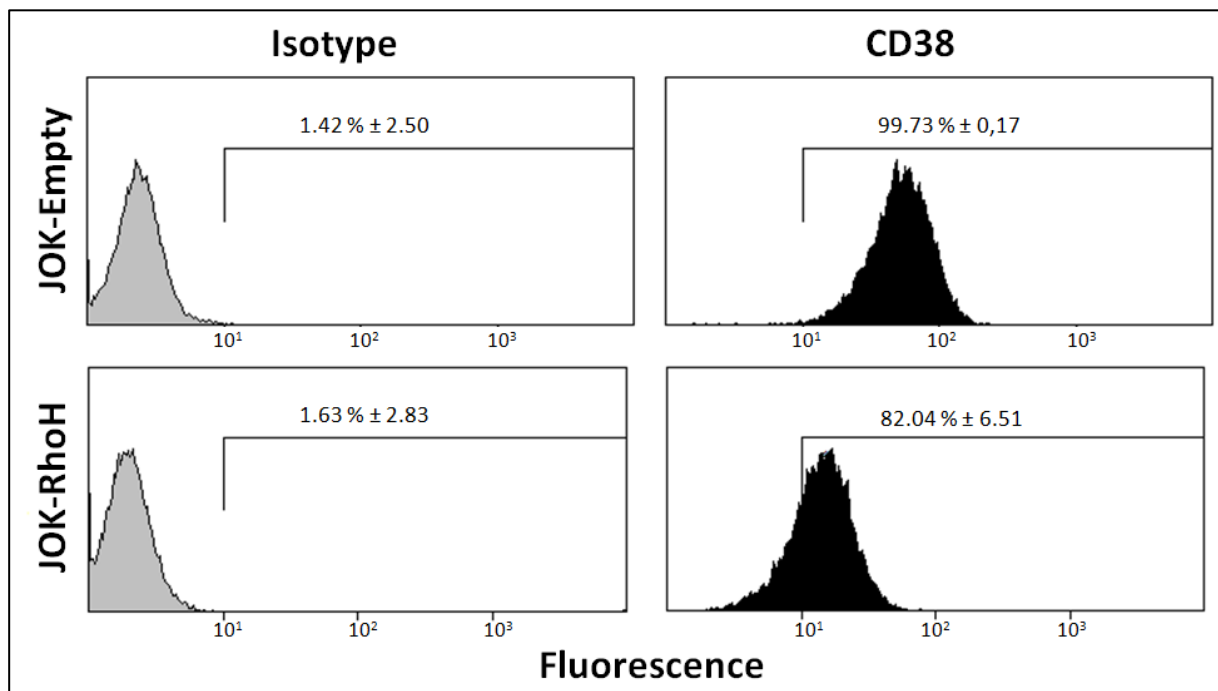 Isotype CD38
JOK-Empty
1.42 % ± 2.50
99.73 % ± 0,17
10¹ 10² 10³
10¹ 10² 10³
JOK-RhoH
1.63 % ± 2.83
82.04 % ± 6.51
10¹ 10² 10³
10¹ 10² 10³
Fluorescence